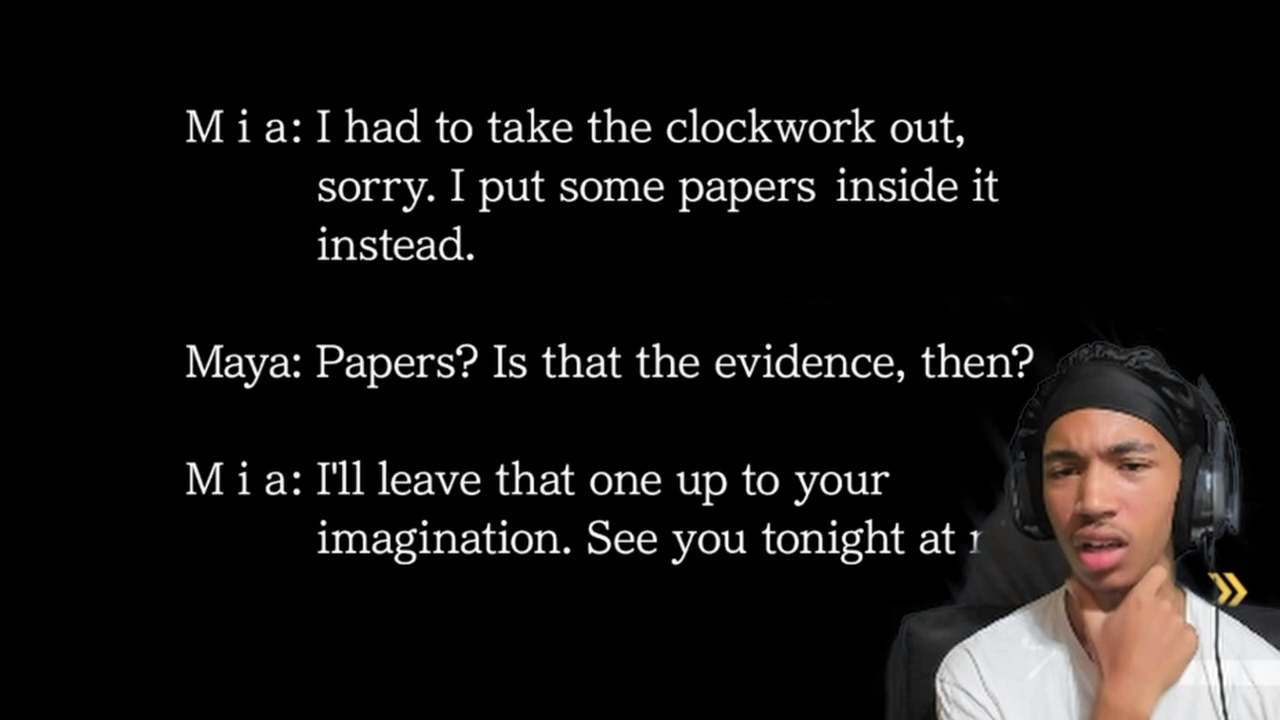 M i a: I had to take the clockwork out,
sorry. I put some papers inside it
instead.
Maya: Papers? Is that the evidence, then?
M i a: I'll leave that one up to your
imagination. See you tonight at